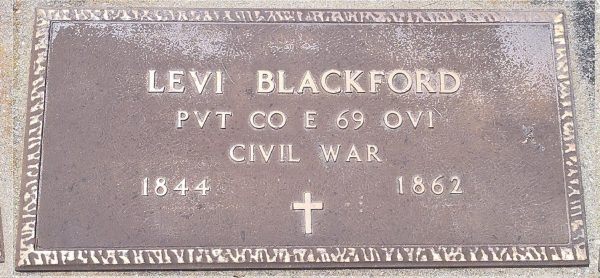 LEVI BLACKFORD
PVT CO E 69 OVI
CIVIL WAR
1844 1862